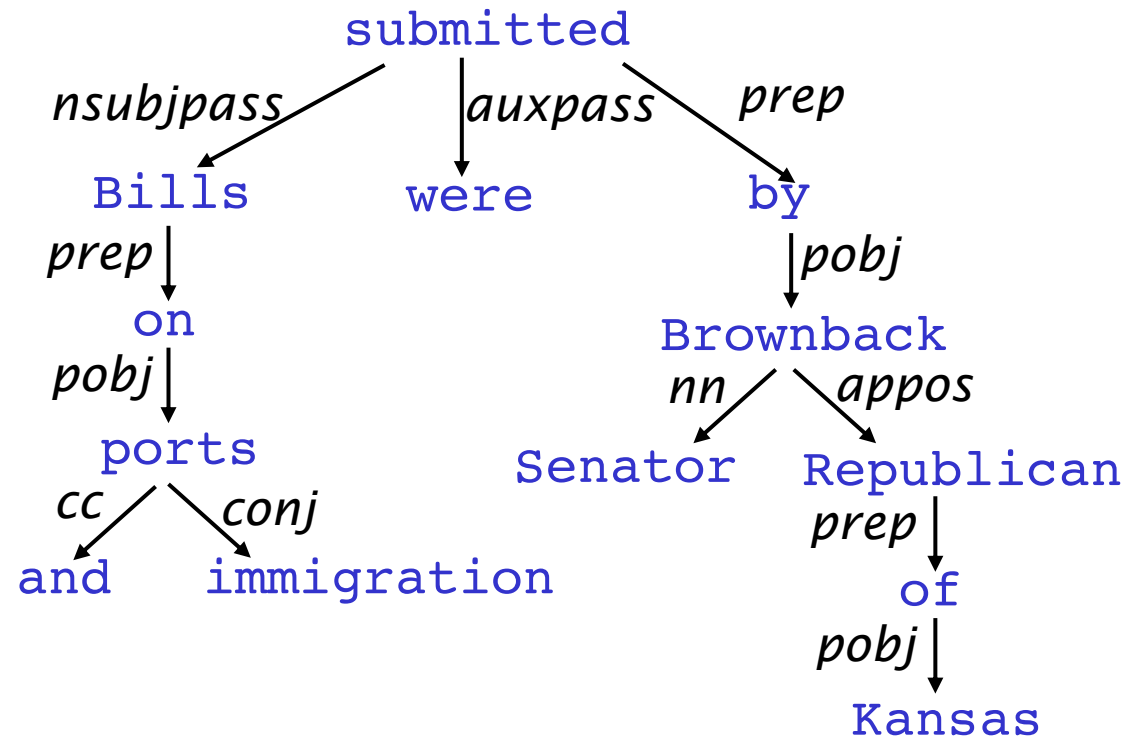 submitted
nsubjpass auxpass prep
Bills were by
prep pobj
on Brownback
pobj nn appos
ports Senator Republican
cc conj prep
and immigration of
pobj
Kansas